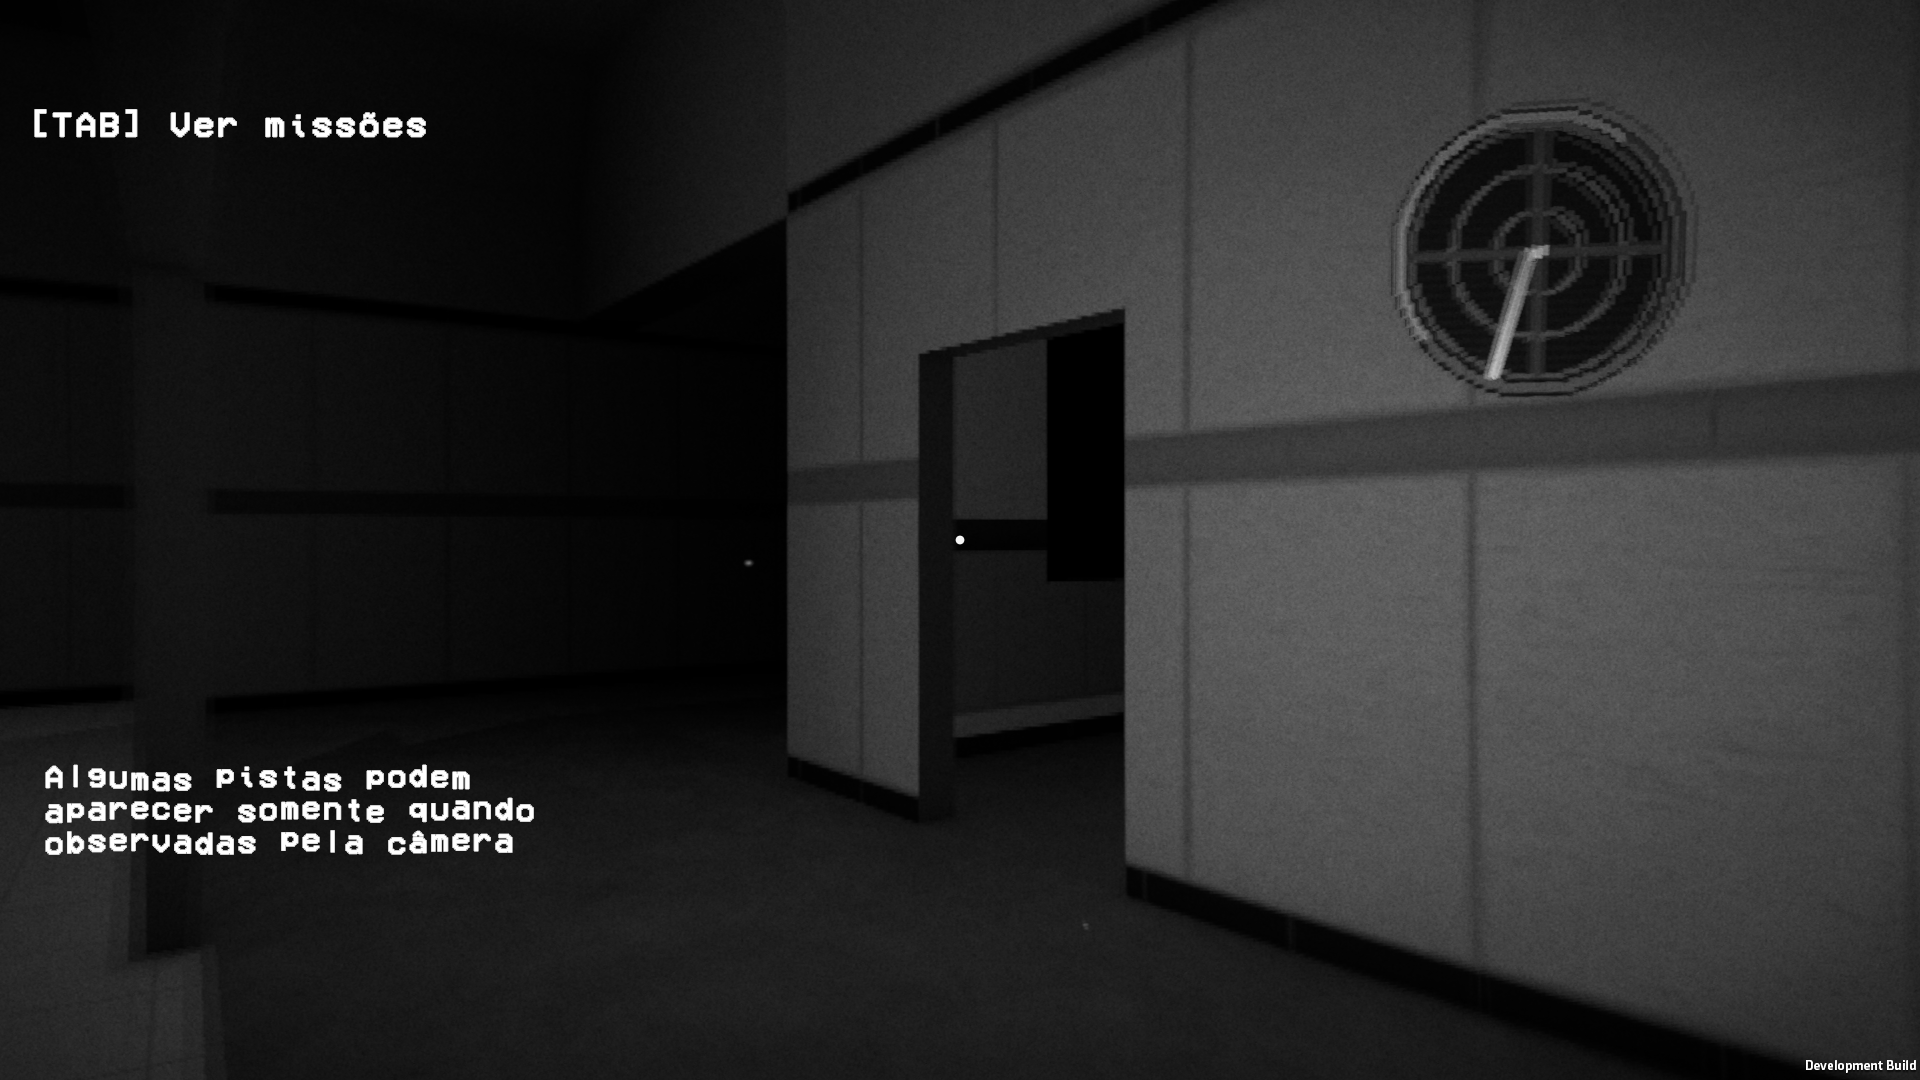 [TAB] Ver missões
Algumas pistas podem
aparecer somente quando
observadas pela câmera
Development Build